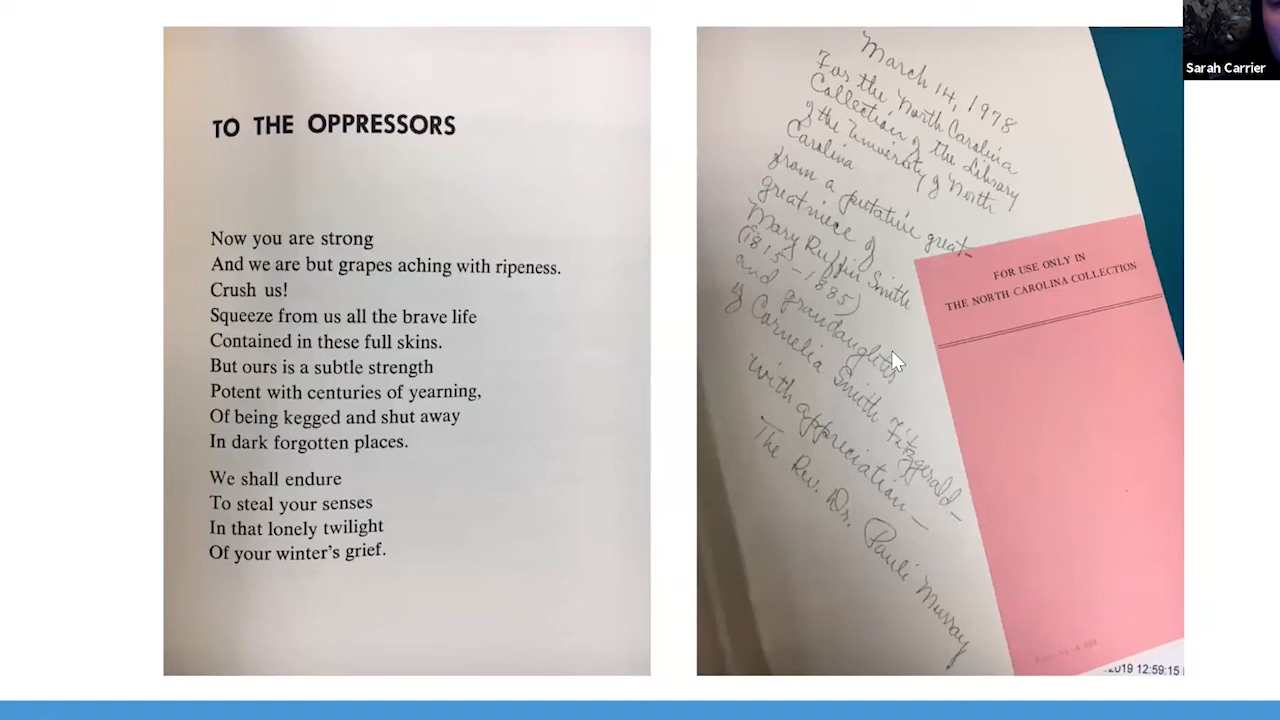 TO THE OPPRESSORS
Now you are strong
And we are but grapes aching with ripeness.
Crush us!
Squeeze from us all the brave life
Contained in these full skins.
But ours is a subtle strength
Potent with centuries of yearning,
Of being kegged and shut away
In dark forgotten places.
We shall endure
To steal your senses
In that lonely twilight
Of your winter's grief.
March 14, 1978
For the North Carolina
Collection of the Library
of the University of North
Carolina
from a putative great-
great niece of
Mary Ruffin Smith
(1815-1885)
and grandaughter
of Cornelia Smith Fitzgerald—
with appreciation—
The Rev. Dr. Pauli Murray
FOR USE ONLY IN
THE NORTH CAROLINA COLLECTION
2019 12:59:15
Sarah Carrier